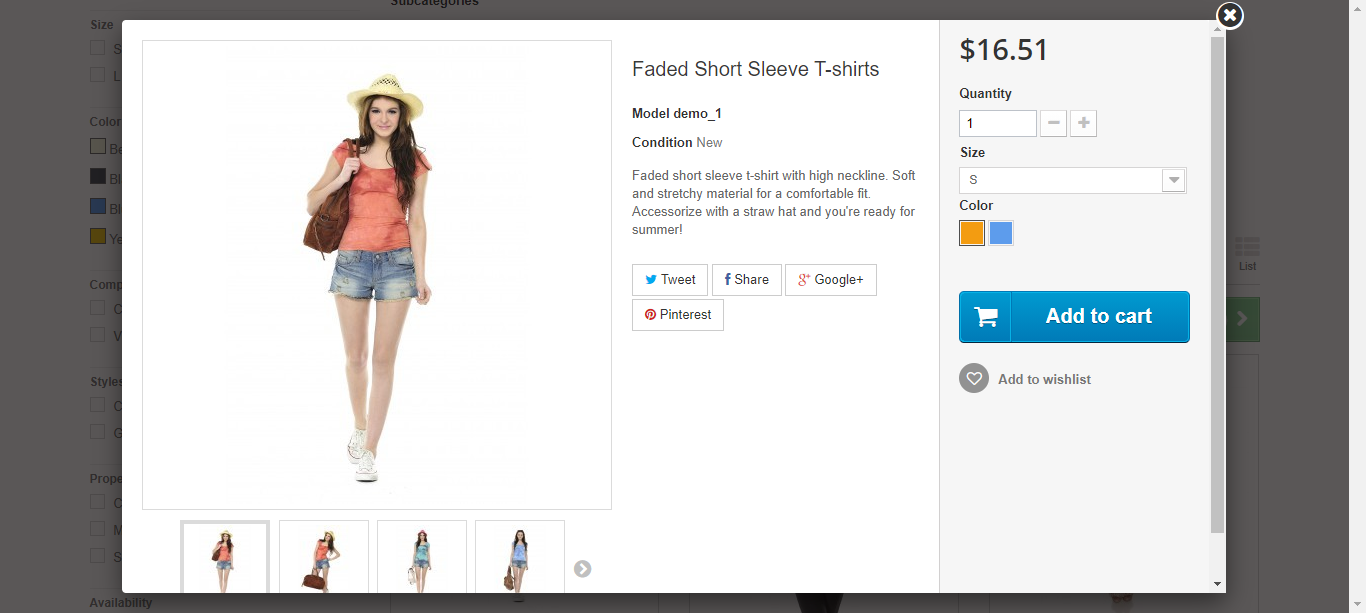 Subcategories
Size
S
L
Color
Be
Bl
Bl
Ye
Comp
C
V
Styles
C
G
Prope
C
M
S
Availability
Faded Short Sleeve T-shirts
Model demo_1
Condition New
Faded short sleeve t-shirt with high neckline. Soft
and stretchy material for a comfortable fit.
Accessorize with a straw hat and you're ready for
summer!
Tweet
Share
Google+
Pinterest
$16.51
Quantity
1
Size
S
Color
Add to cart
Add to wishlist
List